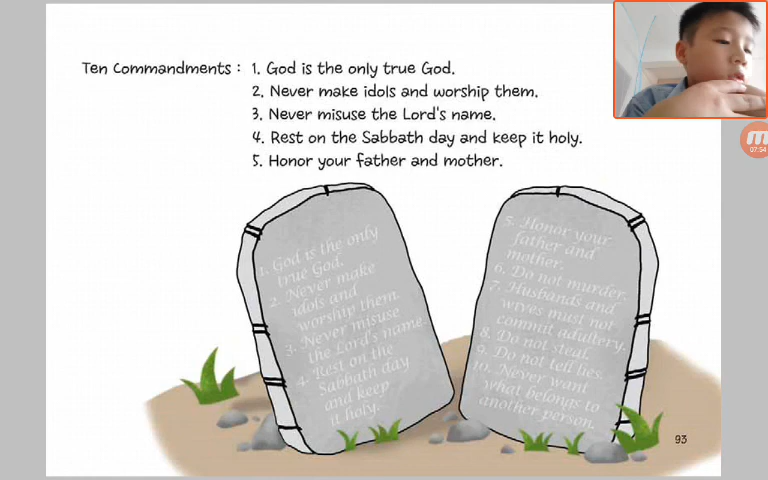 Ten Commandments : 1. God is the only true God.
2. Never make idols and worship them.
3. Never misuse the Lord's name.
4. Rest on the Sabbath day and keep it holy.
5. Honor your father and mother.
1. God is the only
true God.
2. Never make
idols and
worship them.
3. Never misuse
the Lord's name.
4. Rest on the
Sabbath day
and keep
it holy.
5. Honor your
father and
mother.
6. Do not murder.
7. Husbands and
wives must not
commit adultery.
8. Do not steal.
9. Do not tell lies.
10. Never want
what belongs to
another person.
93
07:54